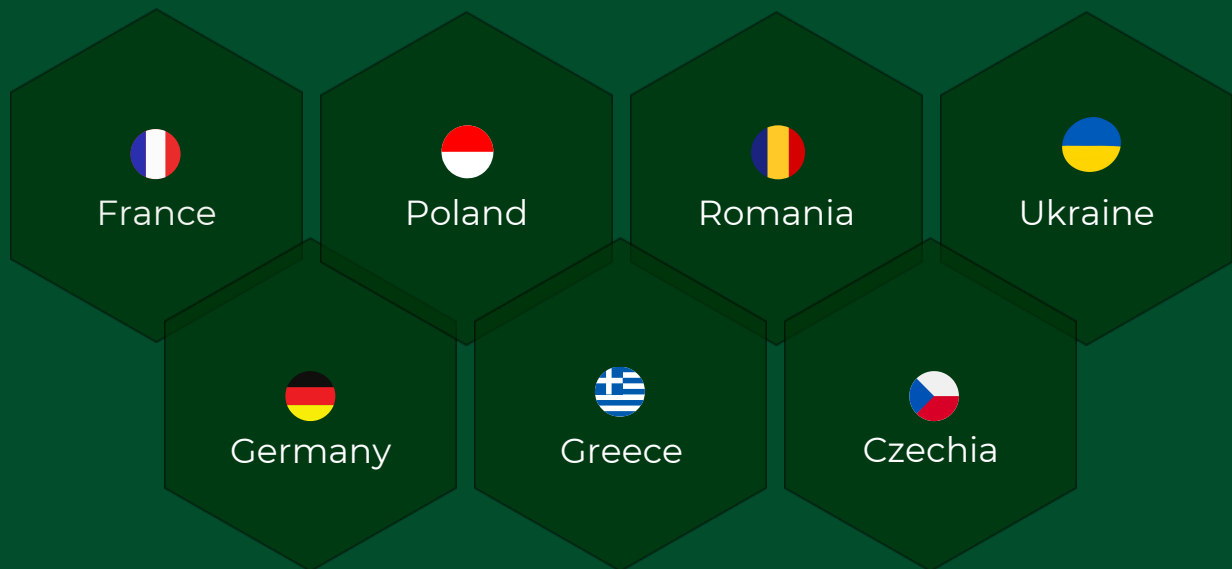 France
Poland
Romania
Ukraine
Germany
Greece
Czechia